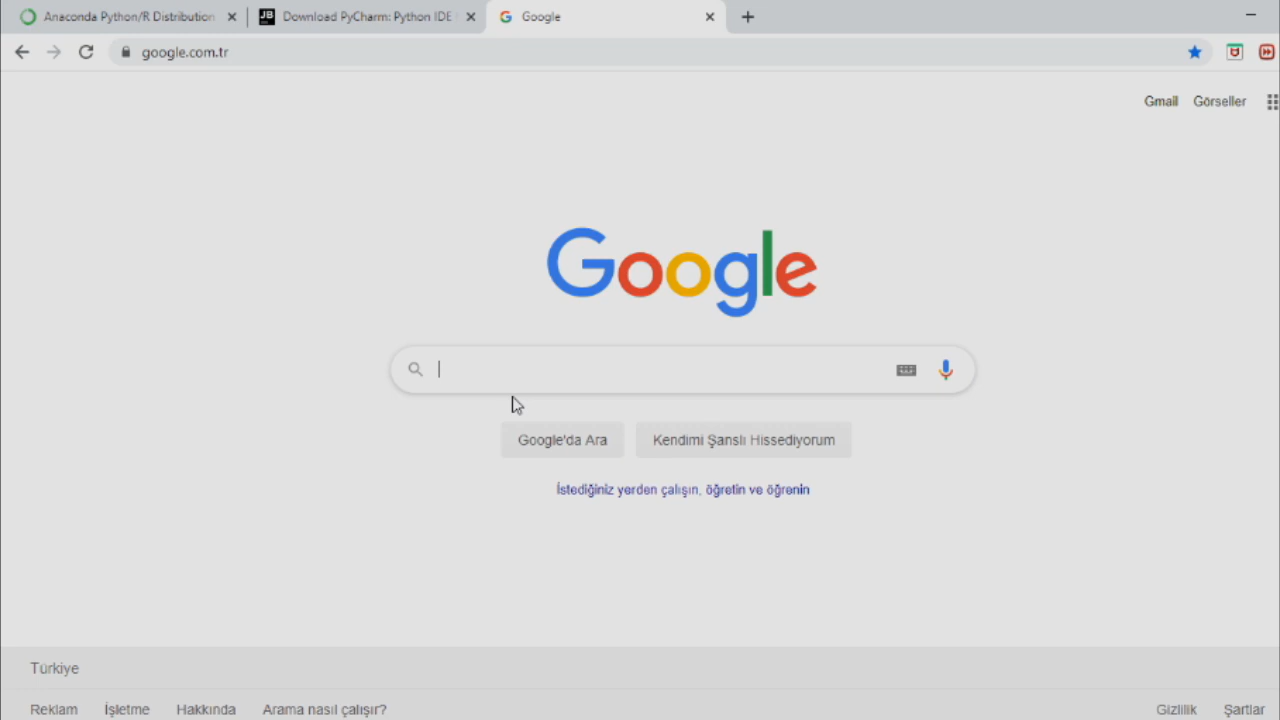 Anaconda Python/R Distribution
Download PyCharm: Python IDE
Google
google.com.tr
Gmail Görseller
Google
Google'da Ara Kendimi Şanslı Hissediyorum
İstediğiniz yerden çalışın, öğretin ve öğrenin
Türkiye
Reklam İşletme Hakkında Arama nasıl çalışır? Gizlilik Şartlar